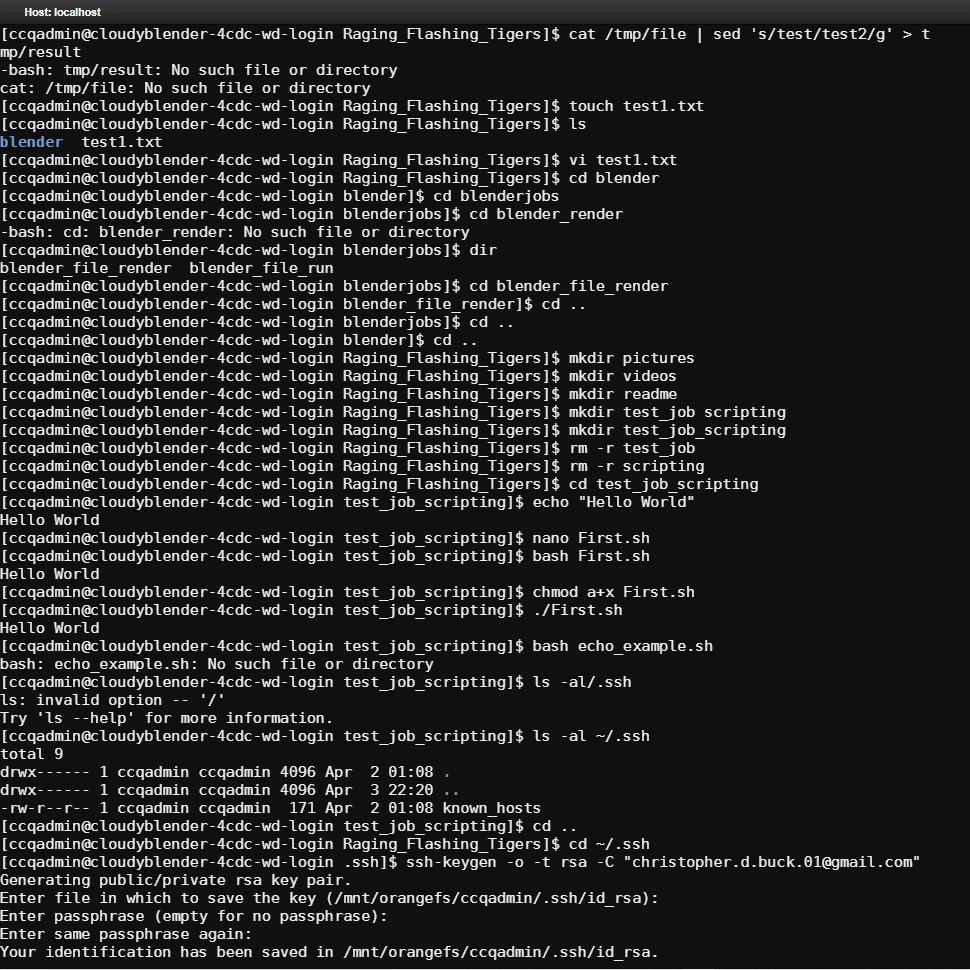 Host: localhost
[ccqadmin@cloudyblender-4cdc-wd-login Raging_Flashing_Tigers]$ cat /tmp/file | sed 's/test/test2/g' > t
mp/result
-bash: tmp/result: No such file or directory
cat: /tmp/file: No such file or directory
[ccqadmin@cloudyblender-4cdc-wd-login Raging_Flashing_Tigers]$ touch test1.txt
[ccqadmin@cloudyblender-4cdc-wd-login Raging_Flashing_Tigers]$ ls
blender  test1.txt
[ccqadmin@cloudyblender-4cdc-wd-login Raging_Flashing_Tigers]$ vi test1.txt
[ccqadmin@cloudyblender-4cdc-wd-login Raging_Flashing_Tigers]$ cd blender
[ccqadmin@cloudyblender-4cdc-wd-login blender]$ cd blenderjobs
[ccqadmin@cloudyblender-4cdc-wd-login blenderjobs]$ cd blender_render
-bash: cd: blender_render: No such file or directory
[ccqadmin@cloudyblender-4cdc-wd-login blenderjobs]$ dir
blender_file_render  blender_file_run
[ccqadmin@cloudyblender-4cdc-wd-login blenderjobs]$ cd blender_file_render
[ccqadmin@cloudyblender-4cdc-wd-login blender_file_render]$ cd ..
[ccqadmin@cloudyblender-4cdc-wd-login blenderjobs]$ cd ..
[ccqadmin@cloudyblender-4cdc-wd-login blender]$ cd ..
[ccqadmin@cloudyblender-4cdc-wd-login Raging_Flashing_Tigers]$ mkdir pictures
[ccqadmin@cloudyblender-4cdc-wd-login Raging_Flashing_Tigers]$ mkdir videos
[ccqadmin@cloudyblender-4cdc-wd-login Raging_Flashing_Tigers]$ mkdir readme
[ccqadmin@cloudyblender-4cdc-wd-login Raging_Flashing_Tigers]$ mkdir test_job scripting
[ccqadmin@cloudyblender-4cdc-wd-login Raging_Flashing_Tigers]$ mkdir test_job_scripting
[ccqadmin@cloudyblender-4cdc-wd-login Raging_Flashing_Tigers]$ rm -r test_job
[ccqadmin@cloudyblender-4cdc-wd-login Raging_Flashing_Tigers]$ rm -r scripting
[ccqadmin@cloudyblender-4cdc-wd-login Raging_Flashing_Tigers]$ cd test_job_scripting
[ccqadmin@cloudyblender-4cdc-wd-login test_job_scripting]$ echo "Hello World"
Hello World
[ccqadmin@cloudyblender-4cdc-wd-login test_job_scripting]$ nano First.sh
[ccqadmin@cloudyblender-4cdc-wd-login test_job_scripting]$ bash First.sh
Hello World
[ccqadmin@cloudyblender-4cdc-wd-login test_job_scripting]$ chmod a+x First.sh
[ccqadmin@cloudyblender-4cdc-wd-login test_job_scripting]$ ./First.sh
Hello World
[ccqadmin@cloudyblender-4cdc-wd-login test_job_scripting]$ bash echo_example.sh
bash: echo_example.sh: No such file or directory
[ccqadmin@cloudyblender-4cdc-wd-login test_job_scripting]$ ls -al/.ssh
ls: invalid option -- '/'
Try 'ls --help' for more information.
[ccqadmin@cloudyblender-4cdc-wd-login test_job_scripting]$ ls -al ~/.ssh
total 9
drwx------ 1 ccqadmin ccqadmin 4096 Apr  2 01:08 .
drwx------ 1 ccqadmin ccqadmin 4096 Apr  3 22:20 ..
-rw-r--r-- 1 ccqadmin ccqadmin  171 Apr  2 01:08 known_hosts
[ccqadmin@cloudyblender-4cdc-wd-login test_job_scripting]$ cd ..
[ccqadmin@cloudyblender-4cdc-wd-login Raging_Flashing_Tigers]$ cd ~/.ssh
[ccqadmin@cloudyblender-4cdc-wd-login .ssh]$ ssh-keygen -o -t rsa -C "christopher.d.buck.01@gmail.com"
Generating public/private rsa key pair.
Enter file in which to save the key (/mnt/orangefs/ccqadmin/.ssh/id_rsa):
Enter passphrase (empty for no passphrase):
Enter same passphrase again:
Your identification has been saved in /mnt/orangefs/ccqadmin/.ssh/id_rsa.